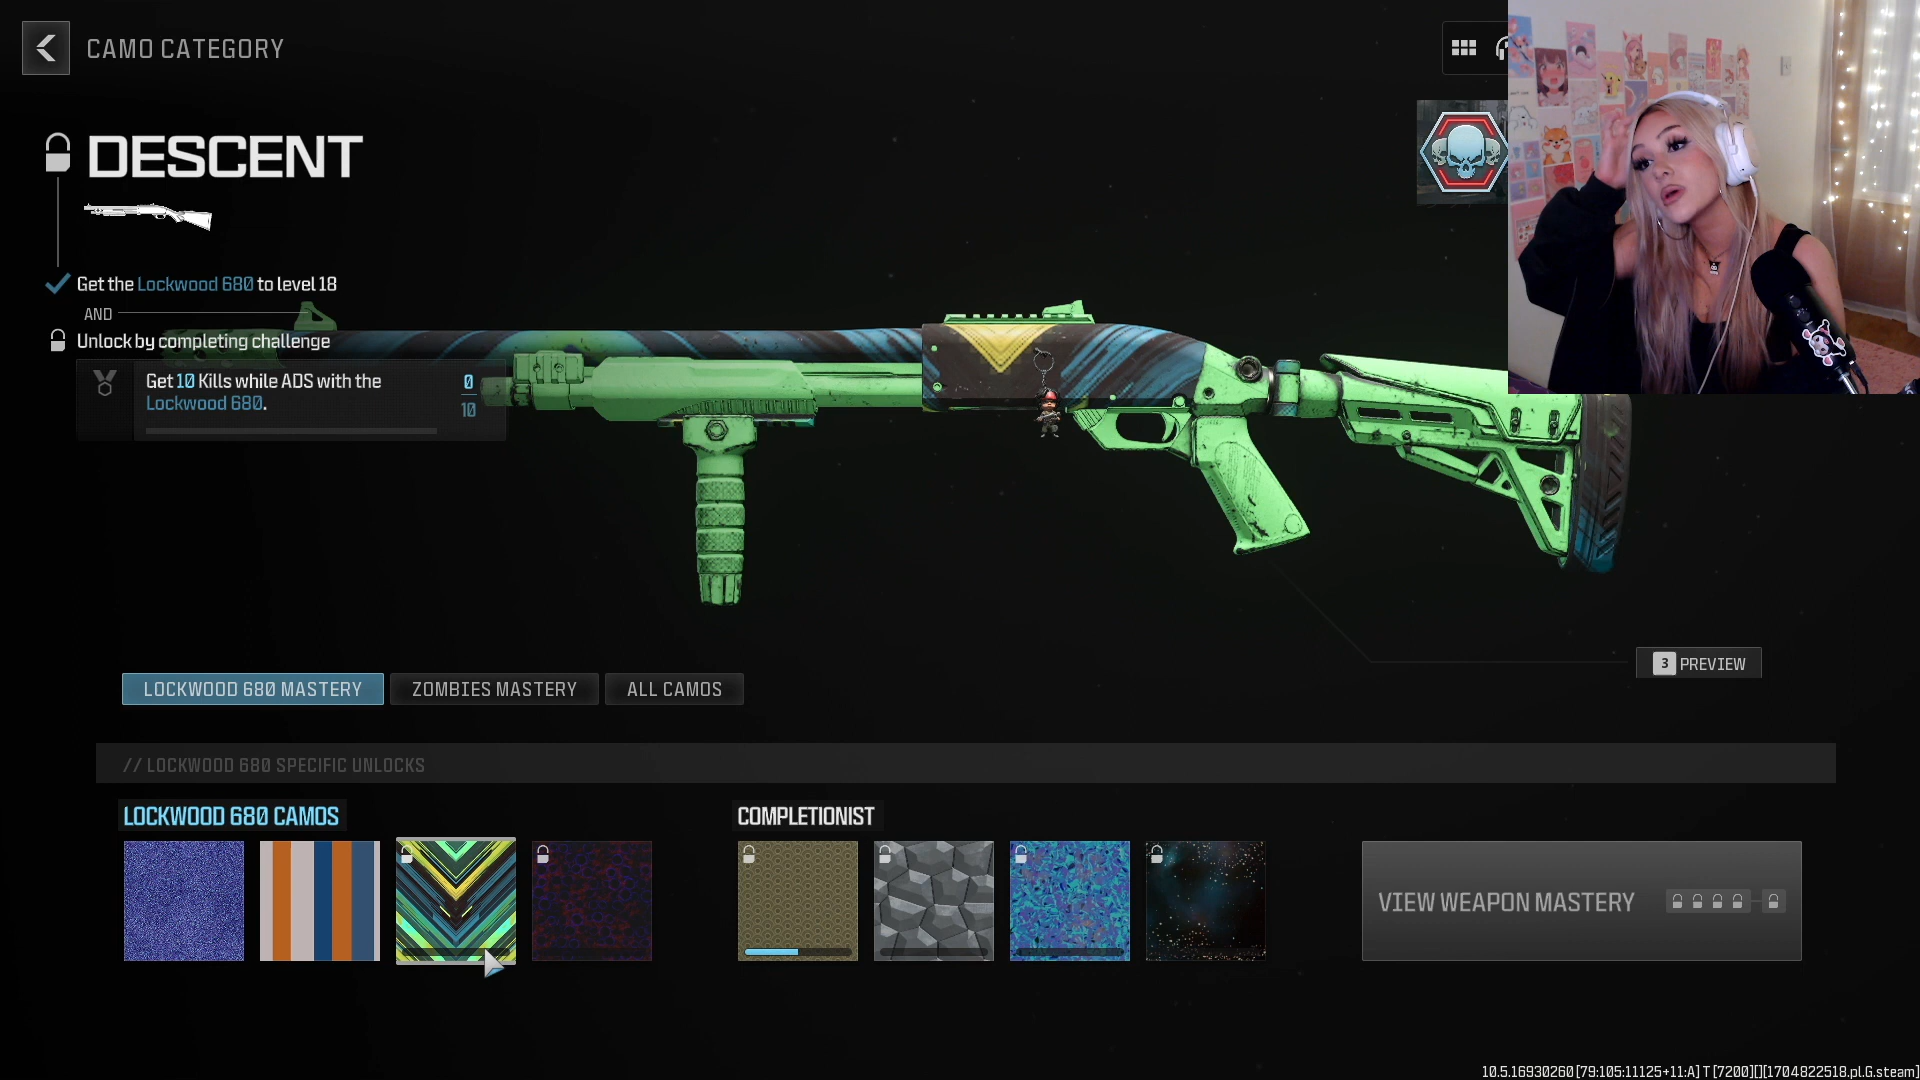 CAMO CATEGORY
DESCENT
Get the Lockwood 680 to level 18
AND
Unlock by completing challenge
Get 10 Kills while ADS with the
Lockwood 680.
0
10
3 PREVIEW
LOCKWOOD 680 MASTERY
ZOMBIES MASTERY
ALL CAMOS
// LOCKWOOD 680 SPECIFIC UNLOCKS
LOCKWOOD 680 CAMOS
COMPLETIONIST
VIEW WEAPON MASTERY
10.5.16930260 [79:105:11125+11:A] T [7200][][1704822518.pl.G.steam]